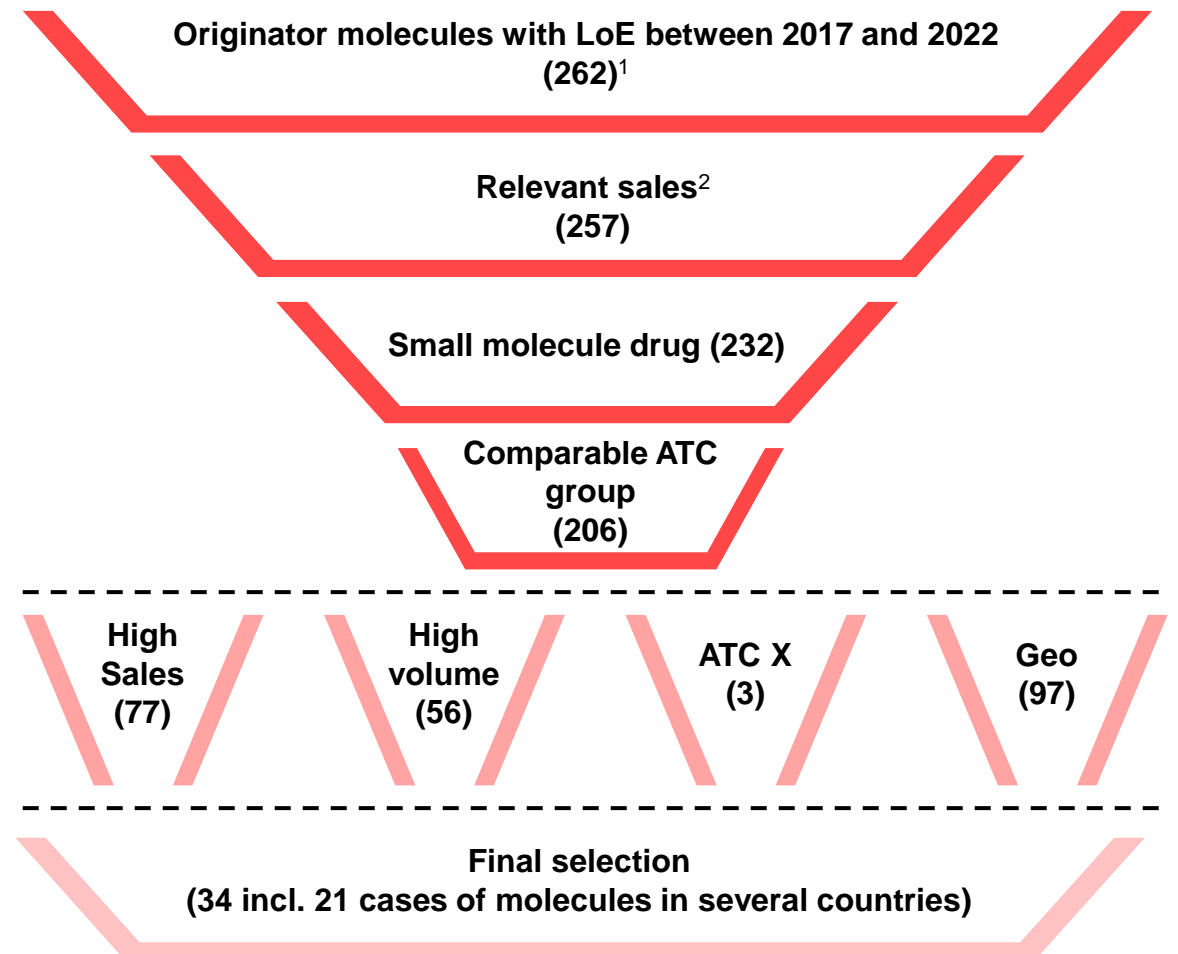 Originator molecules with LoE between 2017 and 2022
(262)1
Relevant sales2
(257)
Small molecule drug (232)
Comparable ATC
group
(206)
High
Sales
(77)
High
volume
(56)
ATC X
(3)
Geo
(97)
Final selection
(34 incl. 21 cases of molecules in several countries)